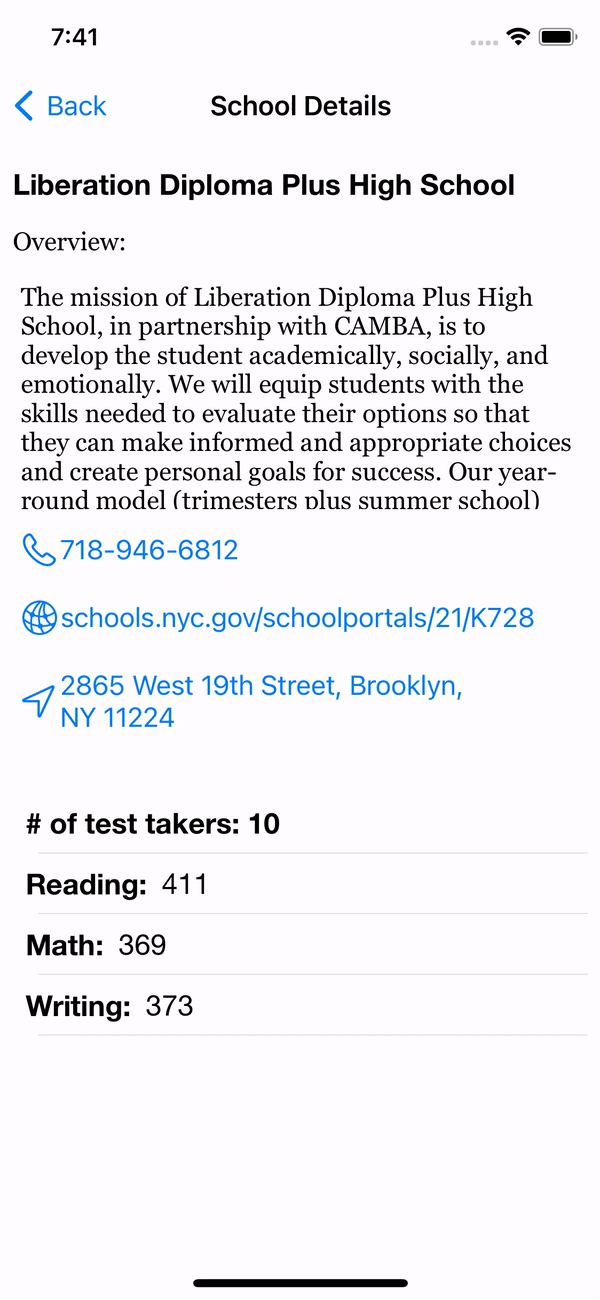 7:41
Back
School Details
Liberation Diploma Plus High School
Overview:
The mission of Liberation Diploma Plus High
School, in partnership with CAMBA, is to
develop the student academically, socially, and
emotionally. We will equip students with the
skills needed to evaluate their options so that
they can make informed and appropriate choices
and create personal goals for success. Our year-
round model (trimesters plus summer school)
718-946-6812
schools.nyc.gov/schoolportals/21/K728
2865 West 19th Street, Brooklyn,
NY 11224
# of test takers: 10
Reading: 411
Math: 369
Writing: 373